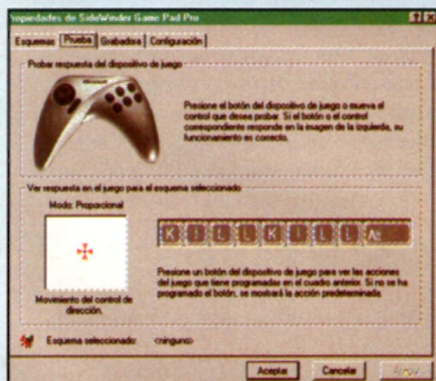 Propiedades de SideWinder Game Pad Pro
Esquemas Prueba Grabadora Configuración
Probar respuesta del dispositivo de juego
Presione el botón del dispositivo de juego o mueva el
control que desea probar. Si el botón o el control
correspondiente responde en la imagen de la izquierda, su
funcionamiento es correcto.
Ver respuesta en el juego para el esquema seleccionado
Modo: Proporcional
K I L L K I L L
Movimiento del control de
dirección.
Presione un botón del dispositivo de juego para ver las acciones
del juego que tiene programadas en el cuadro anterior. Si no se ha
programado el botón, se mostrará la acción predeterminada.
Esquema seleccionado: <ninguno>
Aceptar Cancelar